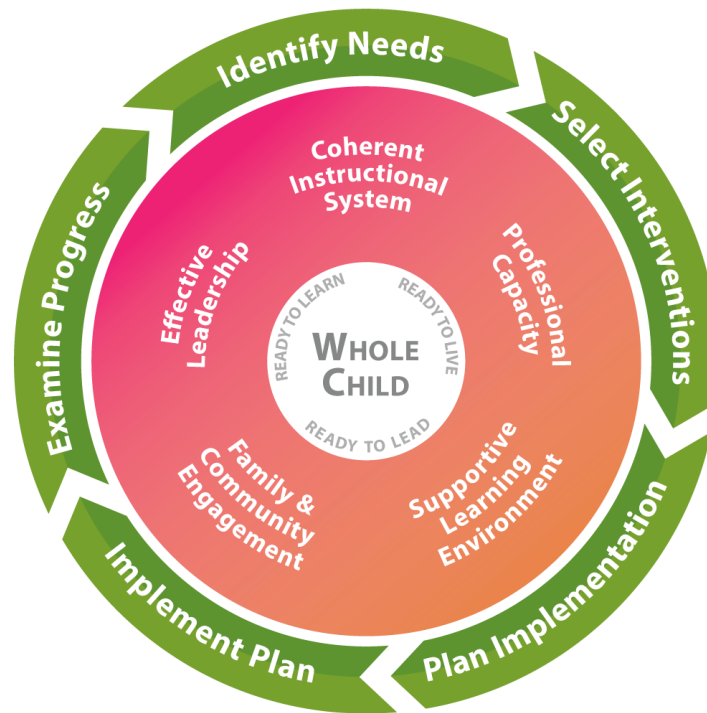 Identify Needs
Select Interventions
Plan Implementation
Implement Plan
Examine Progress
Coherent
Instructional
System
Professional
Capacity
Supportive
Learning
Environment
Family &
Community
Engagement
Effective
Leadership
READY TO LEARN
READY TO LIVE
READY TO LEAD
WHOLE
CHILD